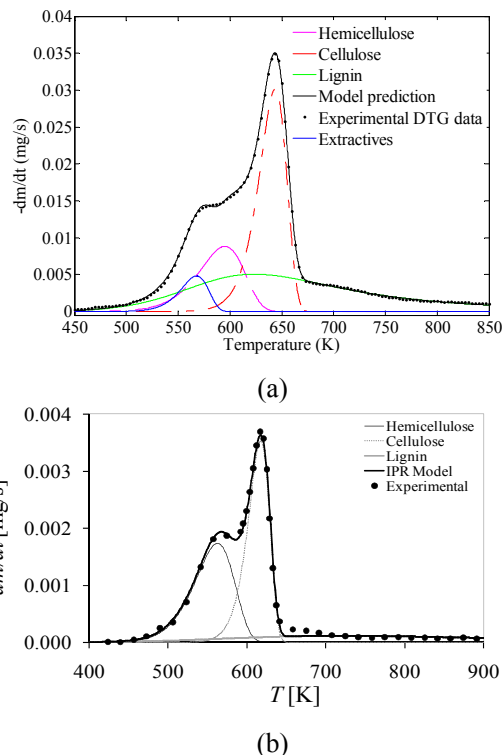 Hemicellulose
Cellulose
Lignin
Model prediction
Experimental DTG data
Extractives
-dm/dt (mg/s)
0.04
0.035
0.03
0.025
0.02
0.015
0.01
0.005
0
450 500 550 600 650 700 750 800 850
Temperature (K)
(a)
Hemicellulose
Cellulose
Lignin
IPR Model
Experimental
dm/dt [mg/s]
0.004
0.003
0.002
0.001
0.000
400 500 600 700 800 900
T [K]
(b)